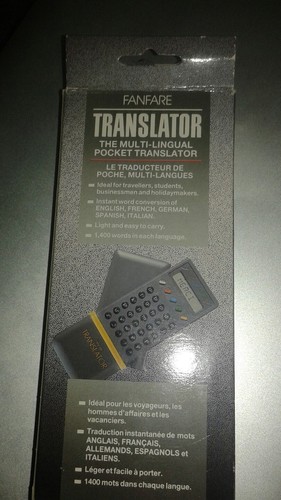 FANFARE
TRANSLATOR
THE MULTI-LINGUAL
POCKET TRANSLATOR
LE TRADUCTEUR DE
POCHE, MULTI-LANGUES
Ideal for travellers, students,
businessmen and holidaymakers.
Instant word conversion of
ENGLISH, FRENCH, GERMAN,
SPANISH, ITALIAN.
Light and easy to carry.
1,400 words in each language.
TRANSLATOR
Idéal pour les voyageurs, les
hommes d'affaires et les
vacanciers.
Traduction instantanée de mots
ANGLAIS, FRANÇAIS,
ALLEMANDS, ESPAGNOLS et
ITALIENS.
Léger et facile à porter.
1400 mots dans chaque langue.